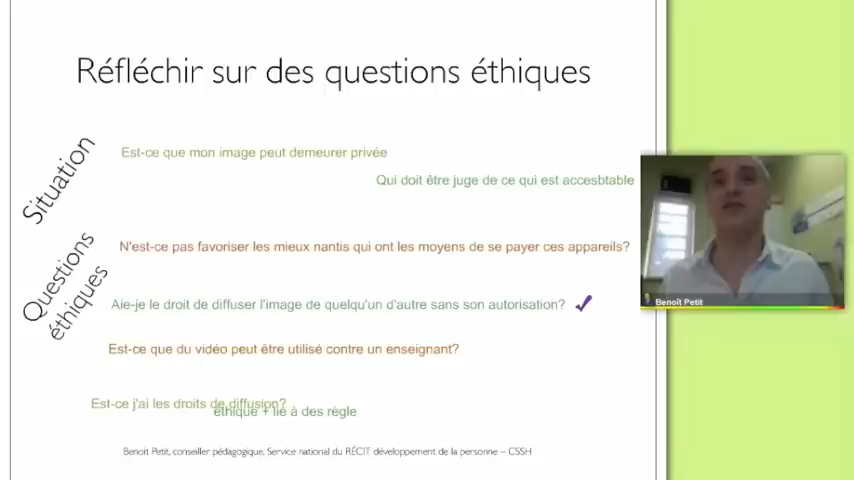 Réfléchir sur des questions éthiques
Situation
Est-ce que mon image peut demeurer privée
Qui doit être juge de ce qui est accesbtable
Questions
éthiques
N'est-ce pas favoriser les mieux nantis qui ont les moyens de se payer ces appareils?
Aie-je le droit de diffuser l'image de quelqu'un d'autre sans son autorisation?
Est-ce que du vidéo peut être utilisé contre un enseignant?
Est-ce j'ai les droits de diffusion?
éthique + lié à des règle
Benoit Petit, conseiller pédagogique, Service national du RÉCIT développement de la personne – CSSH
Benoît Petit